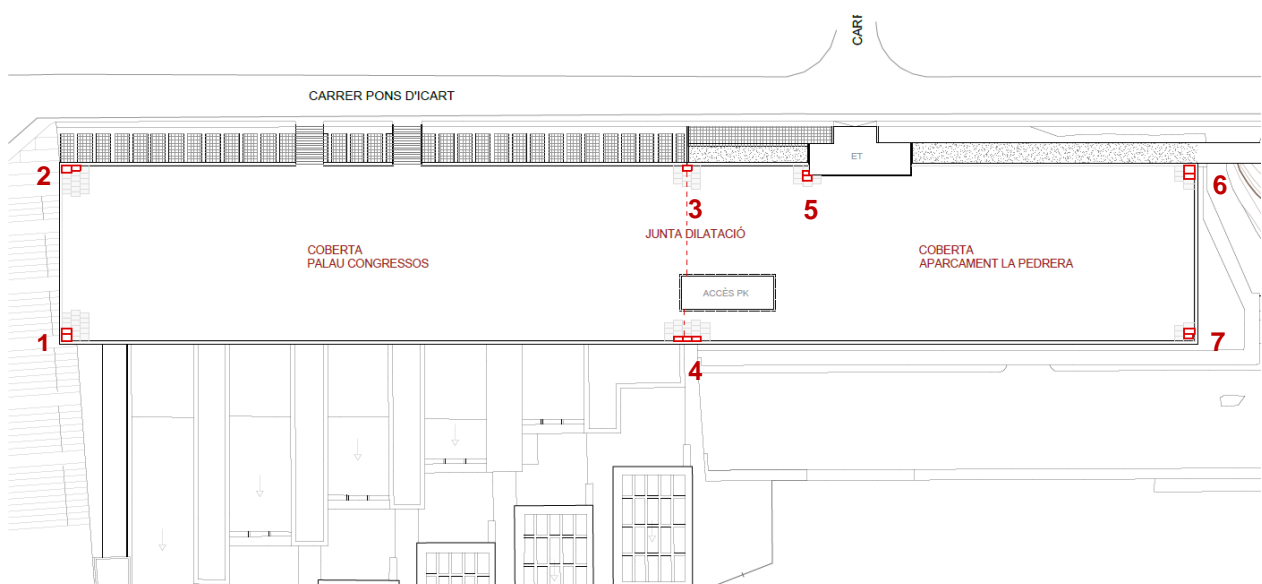 CARR
CARRER PONS D'ICART
ET
2
6
3
5
JUNTA DILATACIÓ
COBERTA
PALAU CONGRESSOS
COBERTA
APARCAMENT LA PEDRERA
ACCÈS PK
1
7
4